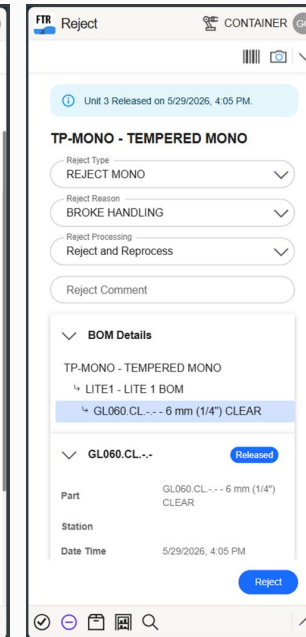 FTR Reject CONTAINER
Unit 3 Released on 5/29/2026, 4:05 PM.
TP-MONO - TEMPERED MONO
Reject Type
REJECT MONO
Reject Reason
BROKE HANDLING
Reject Processing
Reject and Reprocess
Reject Comment
BOM Details
TP-MONO - TEMPERED MONO
↳ LITE1 - LITE 1 BOM
↳ GL060.CL.-.- - 6 mm (1/4") CLEAR
GL060.CL.-.- Released
Part GL060.CL.-.- - 6 mm (1/4")
CLEAR
Station
Date Time 5/29/2026, 4:05 PM
Reject